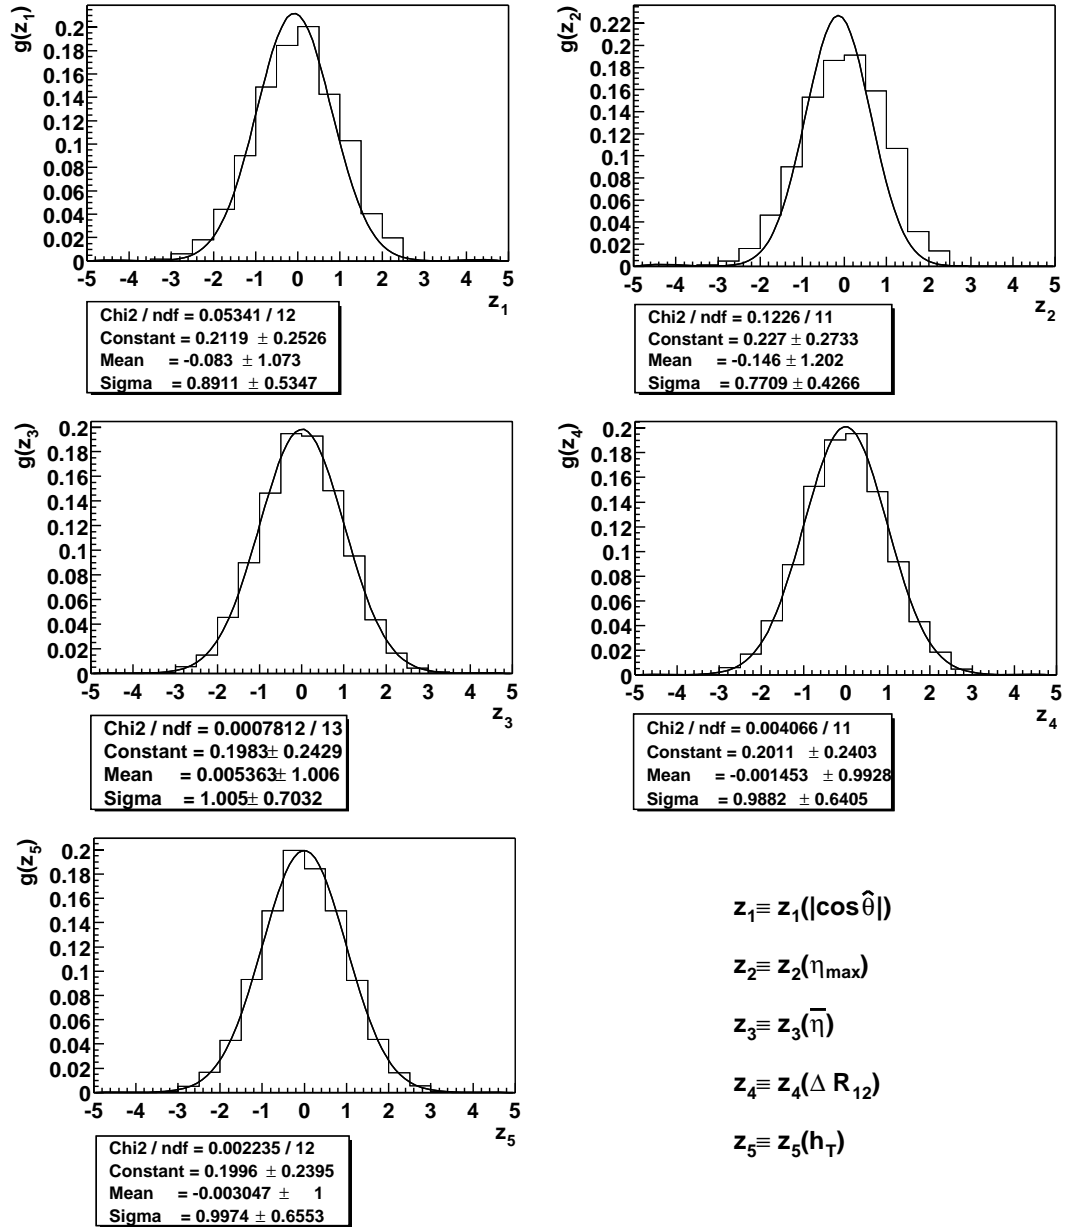 g(z1)
0.2
0.18
0.16
0.14
0.12
0.1
0.08
0.06
0.04
0.02
0
-5 -4 -3 -2 -1 0 1 2 3 4 5
z1
Chi2 / ndf = 0.05341 / 12
Constant = 0.2119 ± 0.2526
Mean = -0.083 ± 1.073
Sigma = 0.8911 ± 0.5347
g(z2)
0.22
0.2
0.18
0.16
0.14
0.12
0.1
0.08
0.06
0.04
0.02
0
-5 -4 -3 -2 -1 0 1 2 3 4 5
z2
Chi2 / ndf = 0.1226 / 11
Constant = 0.227 ± 0.2733
Mean = -0.146 ± 1.202
Sigma = 0.7709 ± 0.4266
g(z3)
0.2
0.18
0.16
0.14
0.12
0.1
0.08
0.06
0.04
0.02
0
-5 -4 -3 -2 -1 0 1 2 3 4 5
z3
Chi2 / ndf = 0.0007812 / 13
Constant = 0.1983± 0.2429
Mean = 0.005363± 1.006
Sigma = 1.005± 0.7032
g(z4)
0.2
0.18
0.16
0.14
0.12
0.1
0.08
0.06
0.04
0.02
0
-5 -4 -3 -2 -1 0 1 2 3 4 5
z4
Chi2 / ndf = 0.004066 / 11
Constant = 0.2011 ± 0.2403
Mean = -0.001453 ± 0.9928
Sigma = 0.9882 ± 0.6405
g(z5)
0.2
0.18
0.16
0.14
0.12
0.1
0.08
0.06
0.04
0.02
0
-5 -4 -3 -2 -1 0 1 2 3 4 5
z5
Chi2 / ndf = 0.002235 / 12
Constant = 0.1996 ± 0.2395
Mean = -0.003047 ± 1
Sigma = 0.9974 ± 0.6553
z1≡ z1(|cos θ̂|)
z2≡ z2(ηmax)
z3≡ z3(η̅)
z4≡ z4(Δ R12)
z5≡ z5(hT)